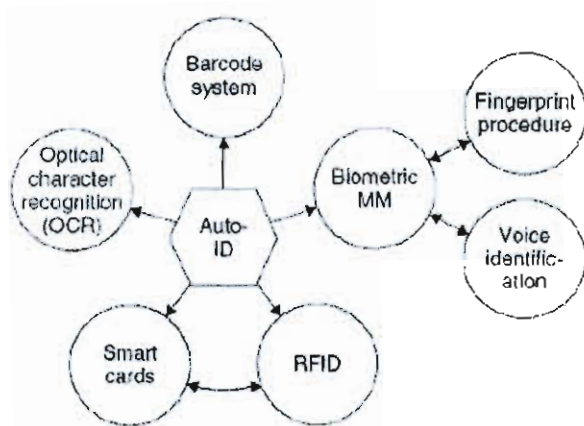 Barcode
system
Fingerprint
procedure
Optical
character
recognition
(OCR)
Biometric
MM
Auto-
ID
Voice
identific-
ation
Smart
cards
RFID